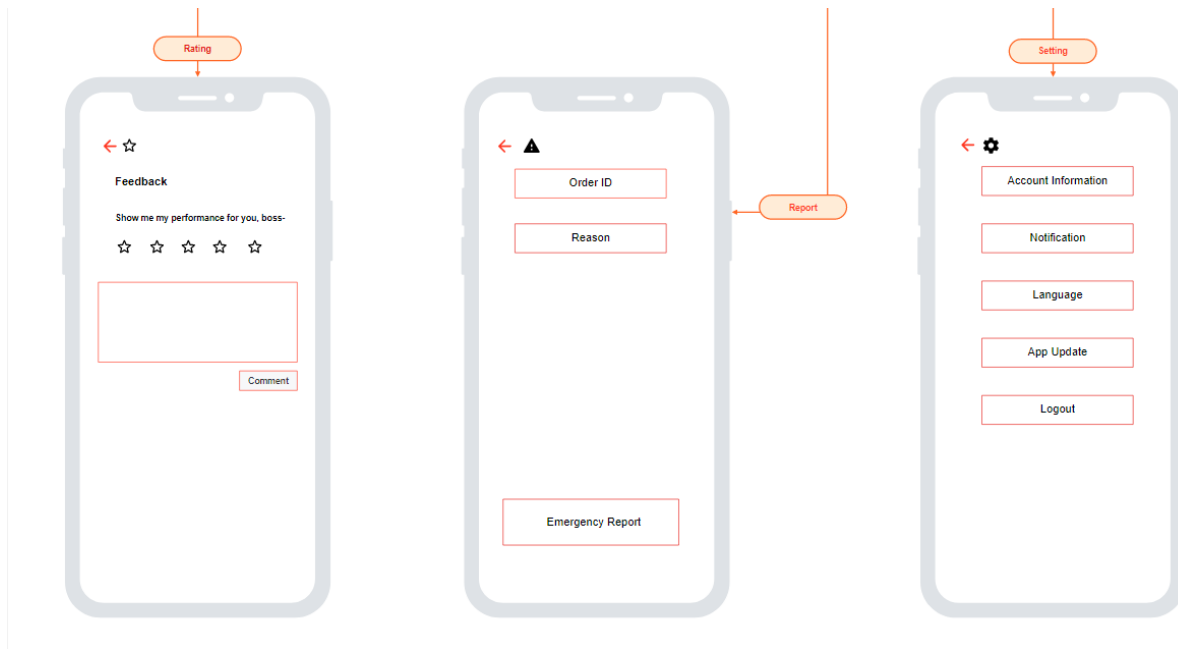 Rating
Feedback
Show me my performance for you, boss-
Comment
Report
Order ID
Reason
Emergency Report
Setting
Account Information
Notification
Language
App Update
Logout